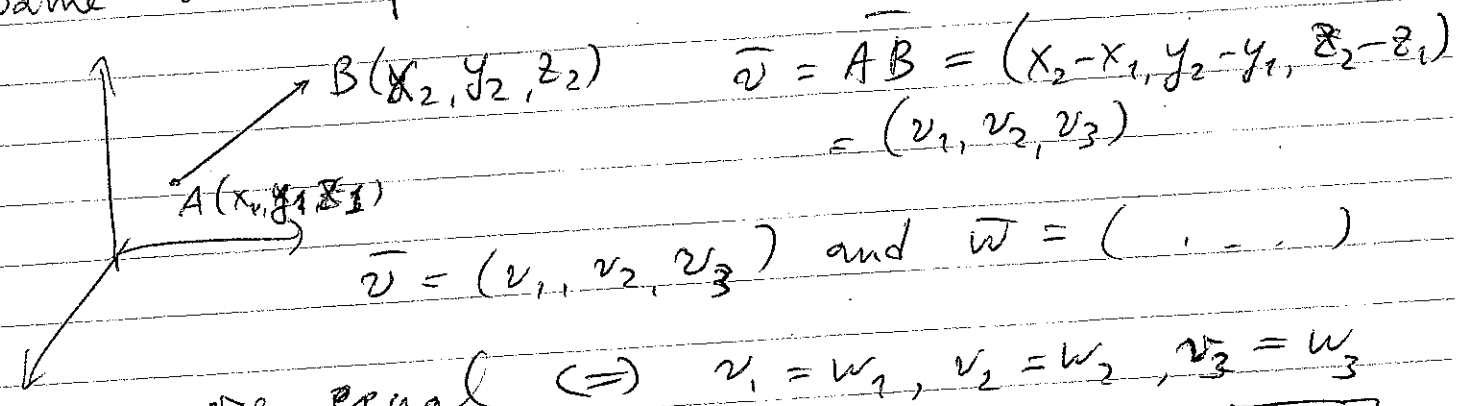 same
B(x₂, y₂, z₂) v̅ = A̅B̅ = (x₂-x₁, y₂-y₁, z₂-z₁)
= (v₁, v₂, v₃)
A(x₁, y₁, z₁)
v̅ = (v₁, v₂, v₃) and w̅ = ( . - - . )
equal <=> v₁ = w₁, v₂ = w₂, v₃ = w₃